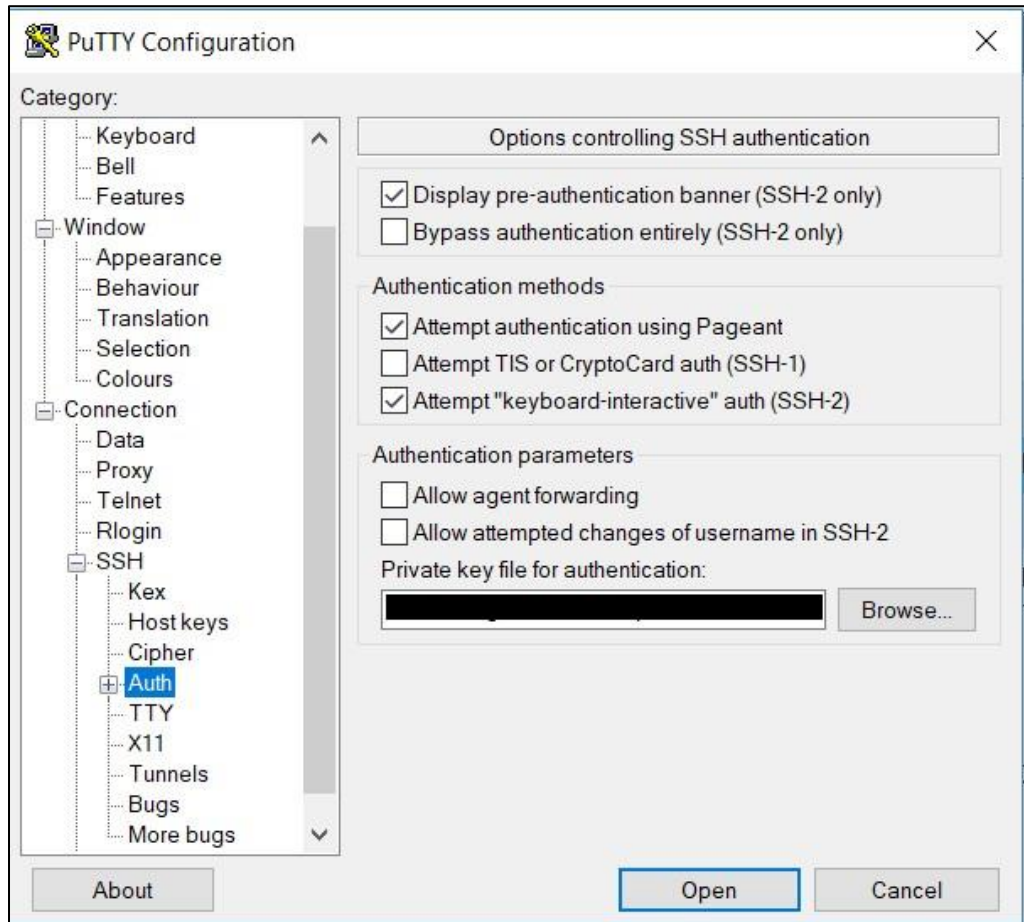 PuTTY Configuration
Category:
Keyboard
Bell
Features
Window
Appearance
Behaviour
Translation
Selection
Colours
Connection
Data
Proxy
Telnet
Rlogin
SSH
Kex
Host keys
Cipher
Auth
TTY
X11
Tunnels
Bugs
More bugs
Options controlling SSH authentication
Display pre-authentication banner (SSH-2 only)
Bypass authentication entirely (SSH-2 only)
Authentication methods
Attempt authentication using Pageant
Attempt TIS or CryptoCard auth (SSH-1)
Attempt "keyboard-interactive" auth (SSH-2)
Authentication parameters
Allow agent forwarding
Allow attempted changes of username in SSH-2
Private key file for authentication:
Browse...
About
Open
Cancel